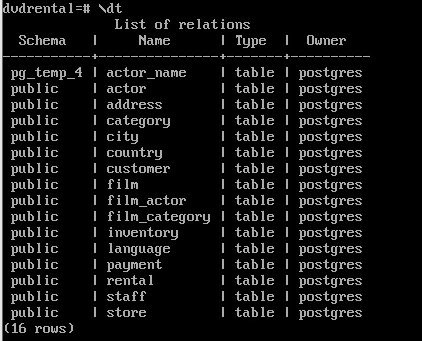 dvdrental=# \dt
List of relations
Schema | Name | Type | Owner
-----------+---------------+-------+----------
pg_temp_4 | actor_name | table | postgres
public | actor | table | postgres
public | address | table | postgres
public | category | table | postgres
public | city | table | postgres
public | country | table | postgres
public | customer | table | postgres
public | film | table | postgres
public | film_actor | table | postgres
public | film_category | table | postgres
public | inventory | table | postgres
public | language | table | postgres
public | payment | table | postgres
public | rental | table | postgres
public | staff | table | postgres
public | store | table | postgres
(16 rows)